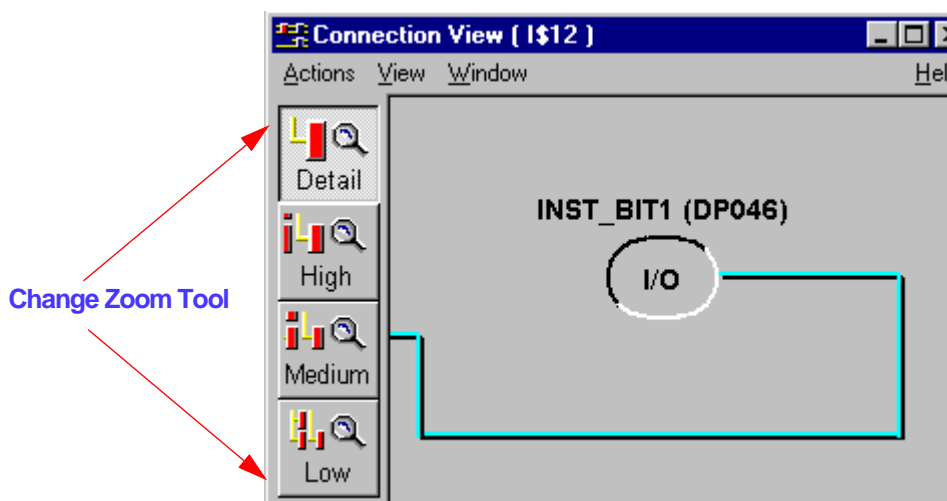 Connection View ( I$12 )
Actions View Window
Detail
High
Medium
Low
Change Zoom Tool
INST_BIT1 (DP046)
I/O